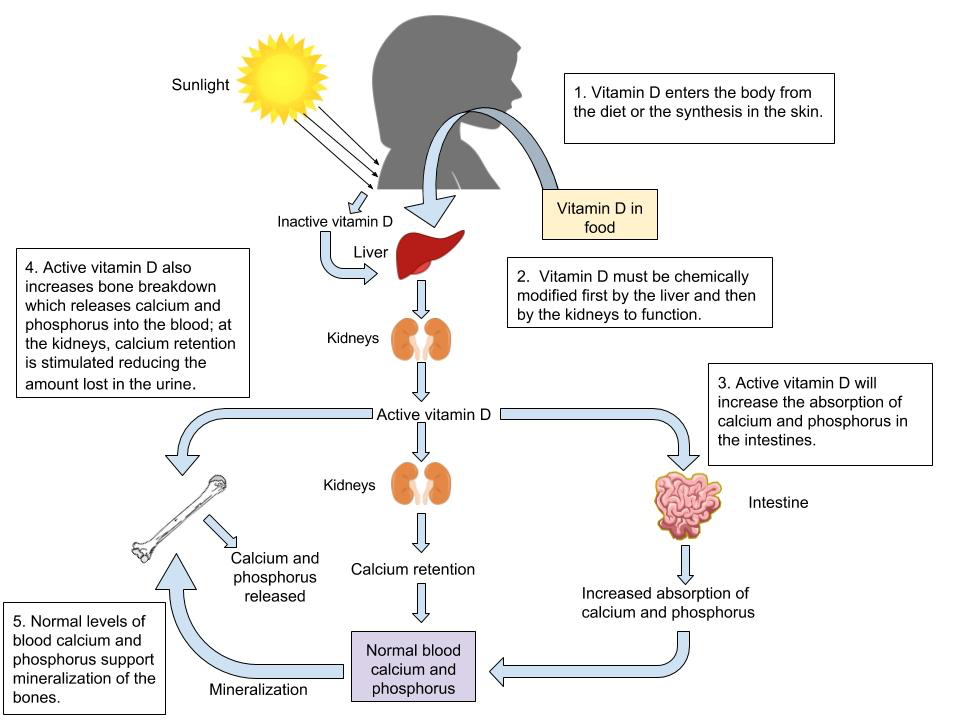 Sunlight
1. Vitamin D enters the body from
the diet or the synthesis in the skin.
Vitamin D in
food
Inactive vitamin D
Liver
2.  Vitamin D must be chemically
modified first by the liver and then
by the kidneys to function.
4. Active vitamin D also
increases bone breakdown
which releases calcium and
phosphorus into the blood; at
the kidneys, calcium retention
is stimulated reducing the
amount lost in the urine.
Kidneys
3. Active vitamin D will
increase the absorption of
calcium and phosphorus in
the intestines.
Active vitamin D
Kidneys
Intestine
Calcium and
phosphorus
released
Calcium retention
Increased absorption of
calcium and phosphorus
5. Normal levels of
blood calcium and
phosphorus support
mineralization of the
bones.
Normal blood
calcium and
phosphorus
Mineralization